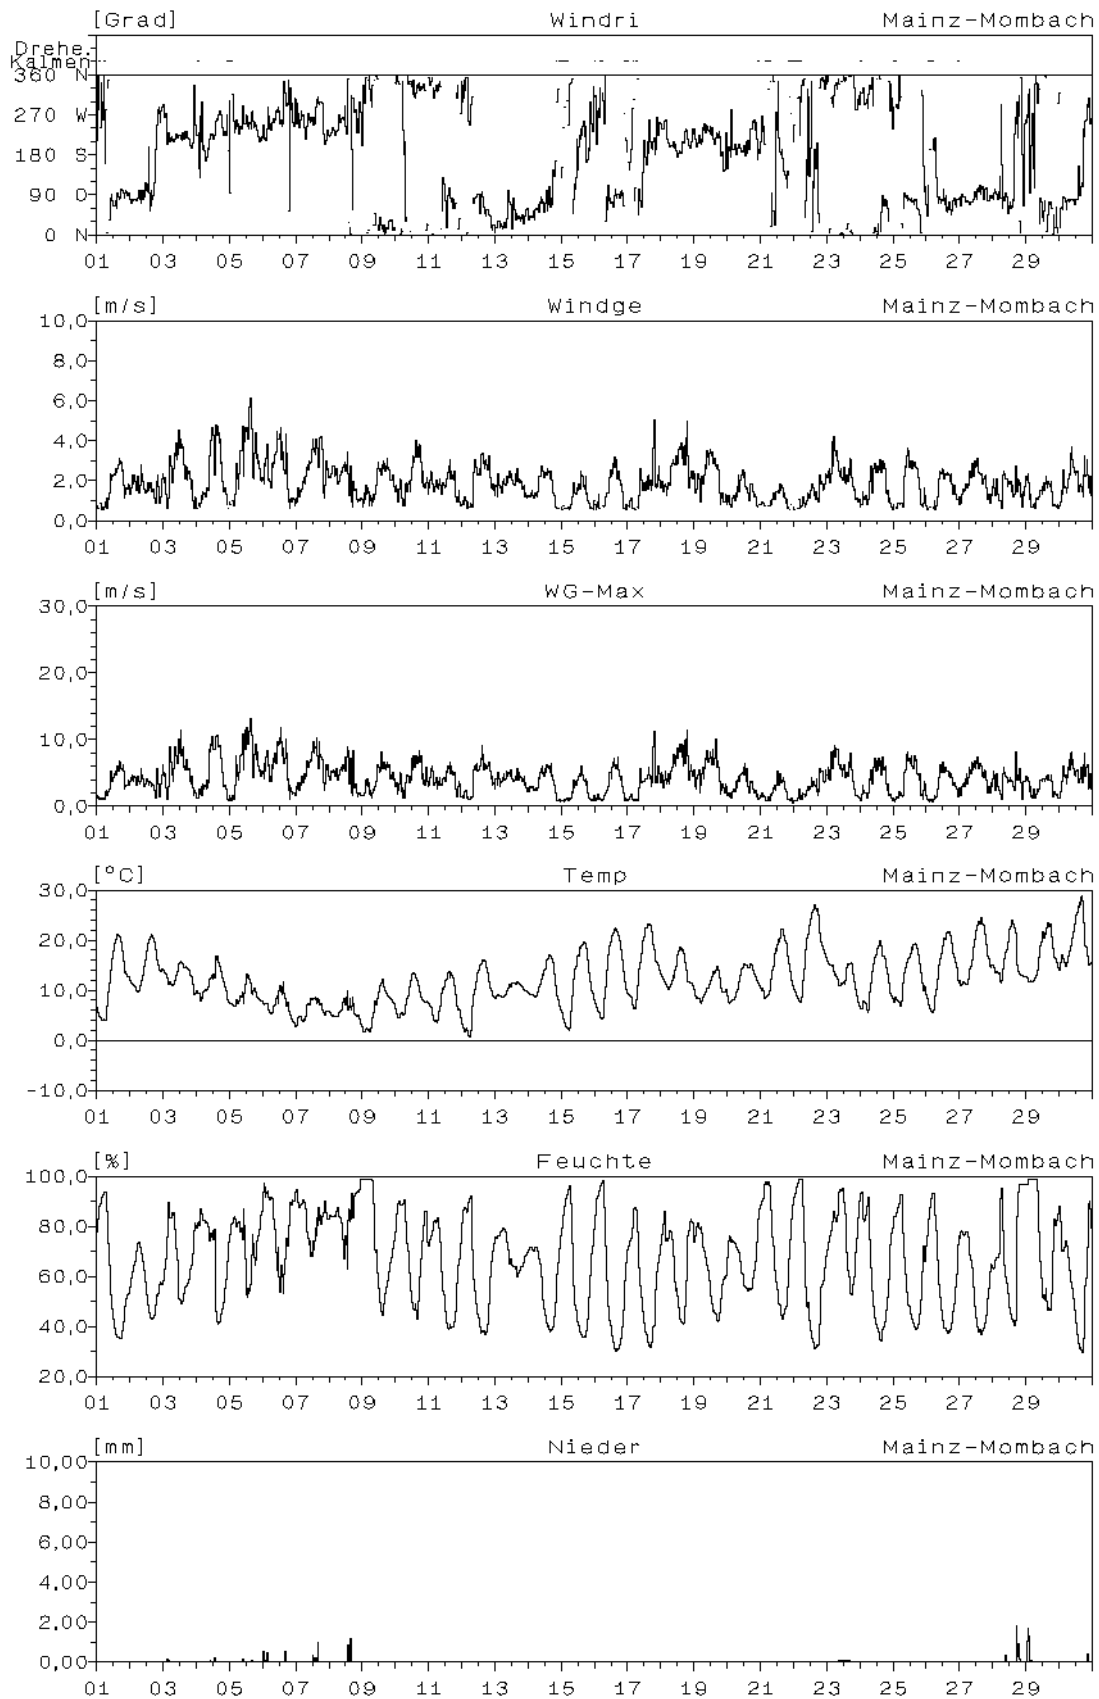 [Grad] Windri Mainz-Mombach
Drehe.
Kalmen
360 N
270 W
180 S
90 O
0 N
01 03 05 07 09 11 13 15 17 19 21 23 25 27 29
[m/s] Windge Mainz-Mombach
10,0
8,0
6,0
4,0
2,0
0,0
01 03 05 07 09 11 13 15 17 19 21 23 25 27 29
[m/s] WG-Max Mainz-Mombach
30,0
20,0
10,0
0,0
01 03 05 07 09 11 13 15 17 19 21 23 25 27 29
[°C] Temp Mainz-Mombach
30,0
20,0
10,0
0,0
-10,0
01 03 05 07 09 11 13 15 17 19 21 23 25 27 29
[%] Feuchte Mainz-Mombach
100,0
80,0
60,0
40,0
20,0
01 03 05 07 09 11 13 15 17 19 21 23 25 27 29
[mm] Nieder Mainz-Mombach
10,00
8,00
6,00
4,00
2,00
0,00
01 03 05 07 09 11 13 15 17 19 21 23 25 27 29